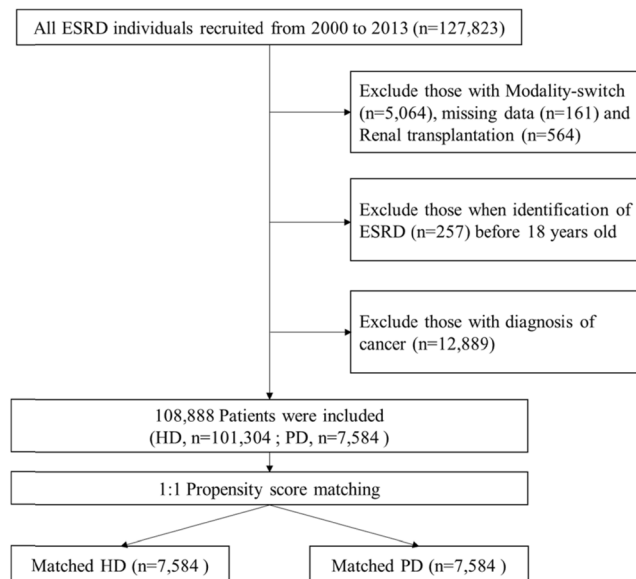 All ESRD individuals recruited from 2000 to 2013 (n=127,823)
Exclude those with Modality-switch
(n=5,064), missing data (n=161) and
Renal transplantation (n=564)
Exclude those when identification of
ESRD (n=257) before 18 years old
Exclude those with diagnosis of
cancer (n=12,889)
108,888 Patients were included
(HD, n=101,304 ; PD, n=7,584 )
1:1 Propensity score matching
Matched HD (n=7,584 )
Matched PD (n=7,584 )